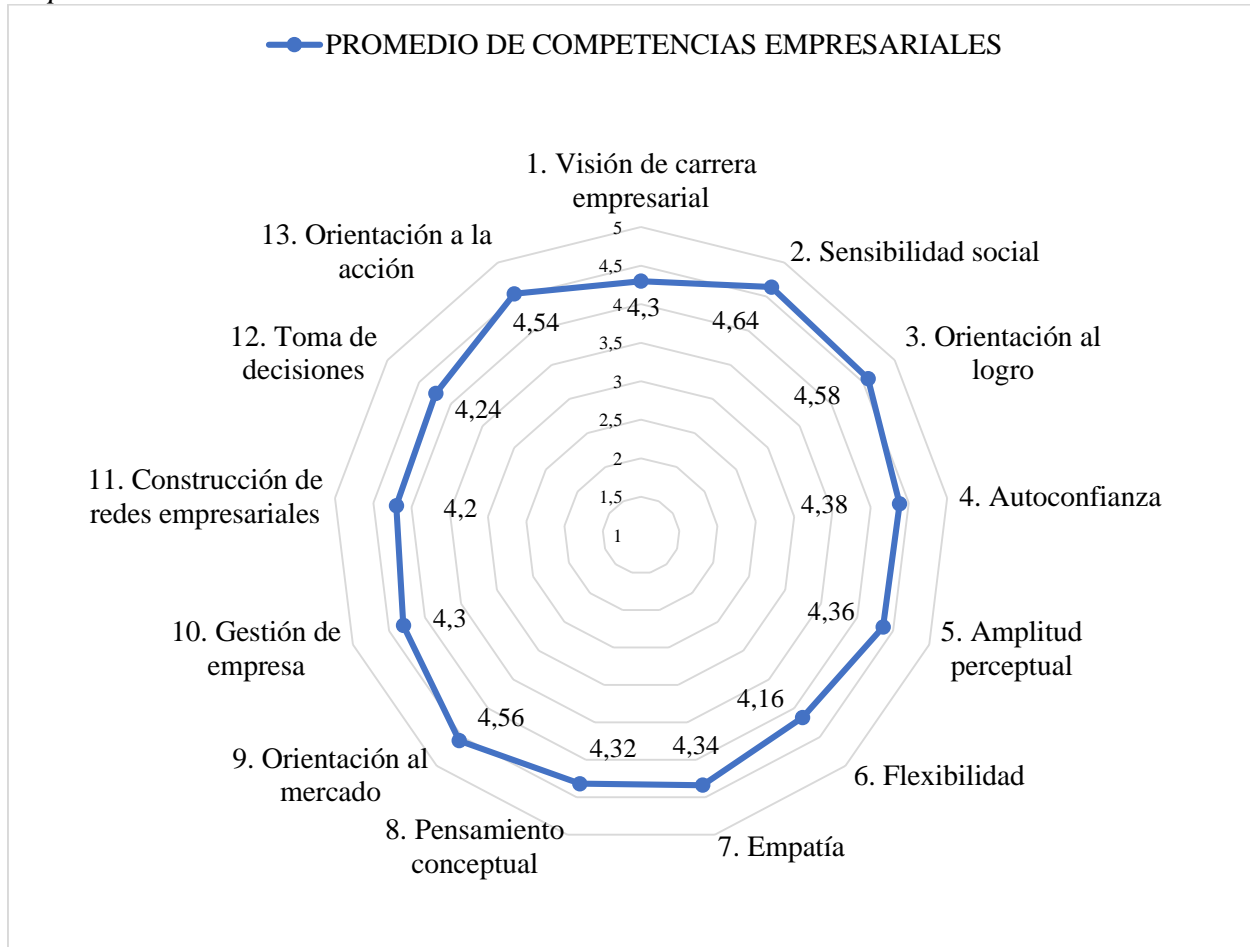 PROMEDIO DE COMPETENCIAS EMPRESARIALES
1. Visión de carrera
empresarial
2. Sensibilidad social
3. Orientación al
logro
4. Autoconfianza
5. Amplitud
perceptual
6. Flexibilidad
7. Empatía
8. Pensamiento
conceptual
9. Orientación al
mercado
10. Gestión de
empresa
11. Construcción de
redes empresariales
12. Toma de
decisiones
13. Orientación a la
acción
5
4,5
4
3,5
3
2,5
2
1,5
1
4,3
4,64
4,58
4,38
4,36
4,16
4,34
4,32
4,56
4,3
4,2
4,24
4,54